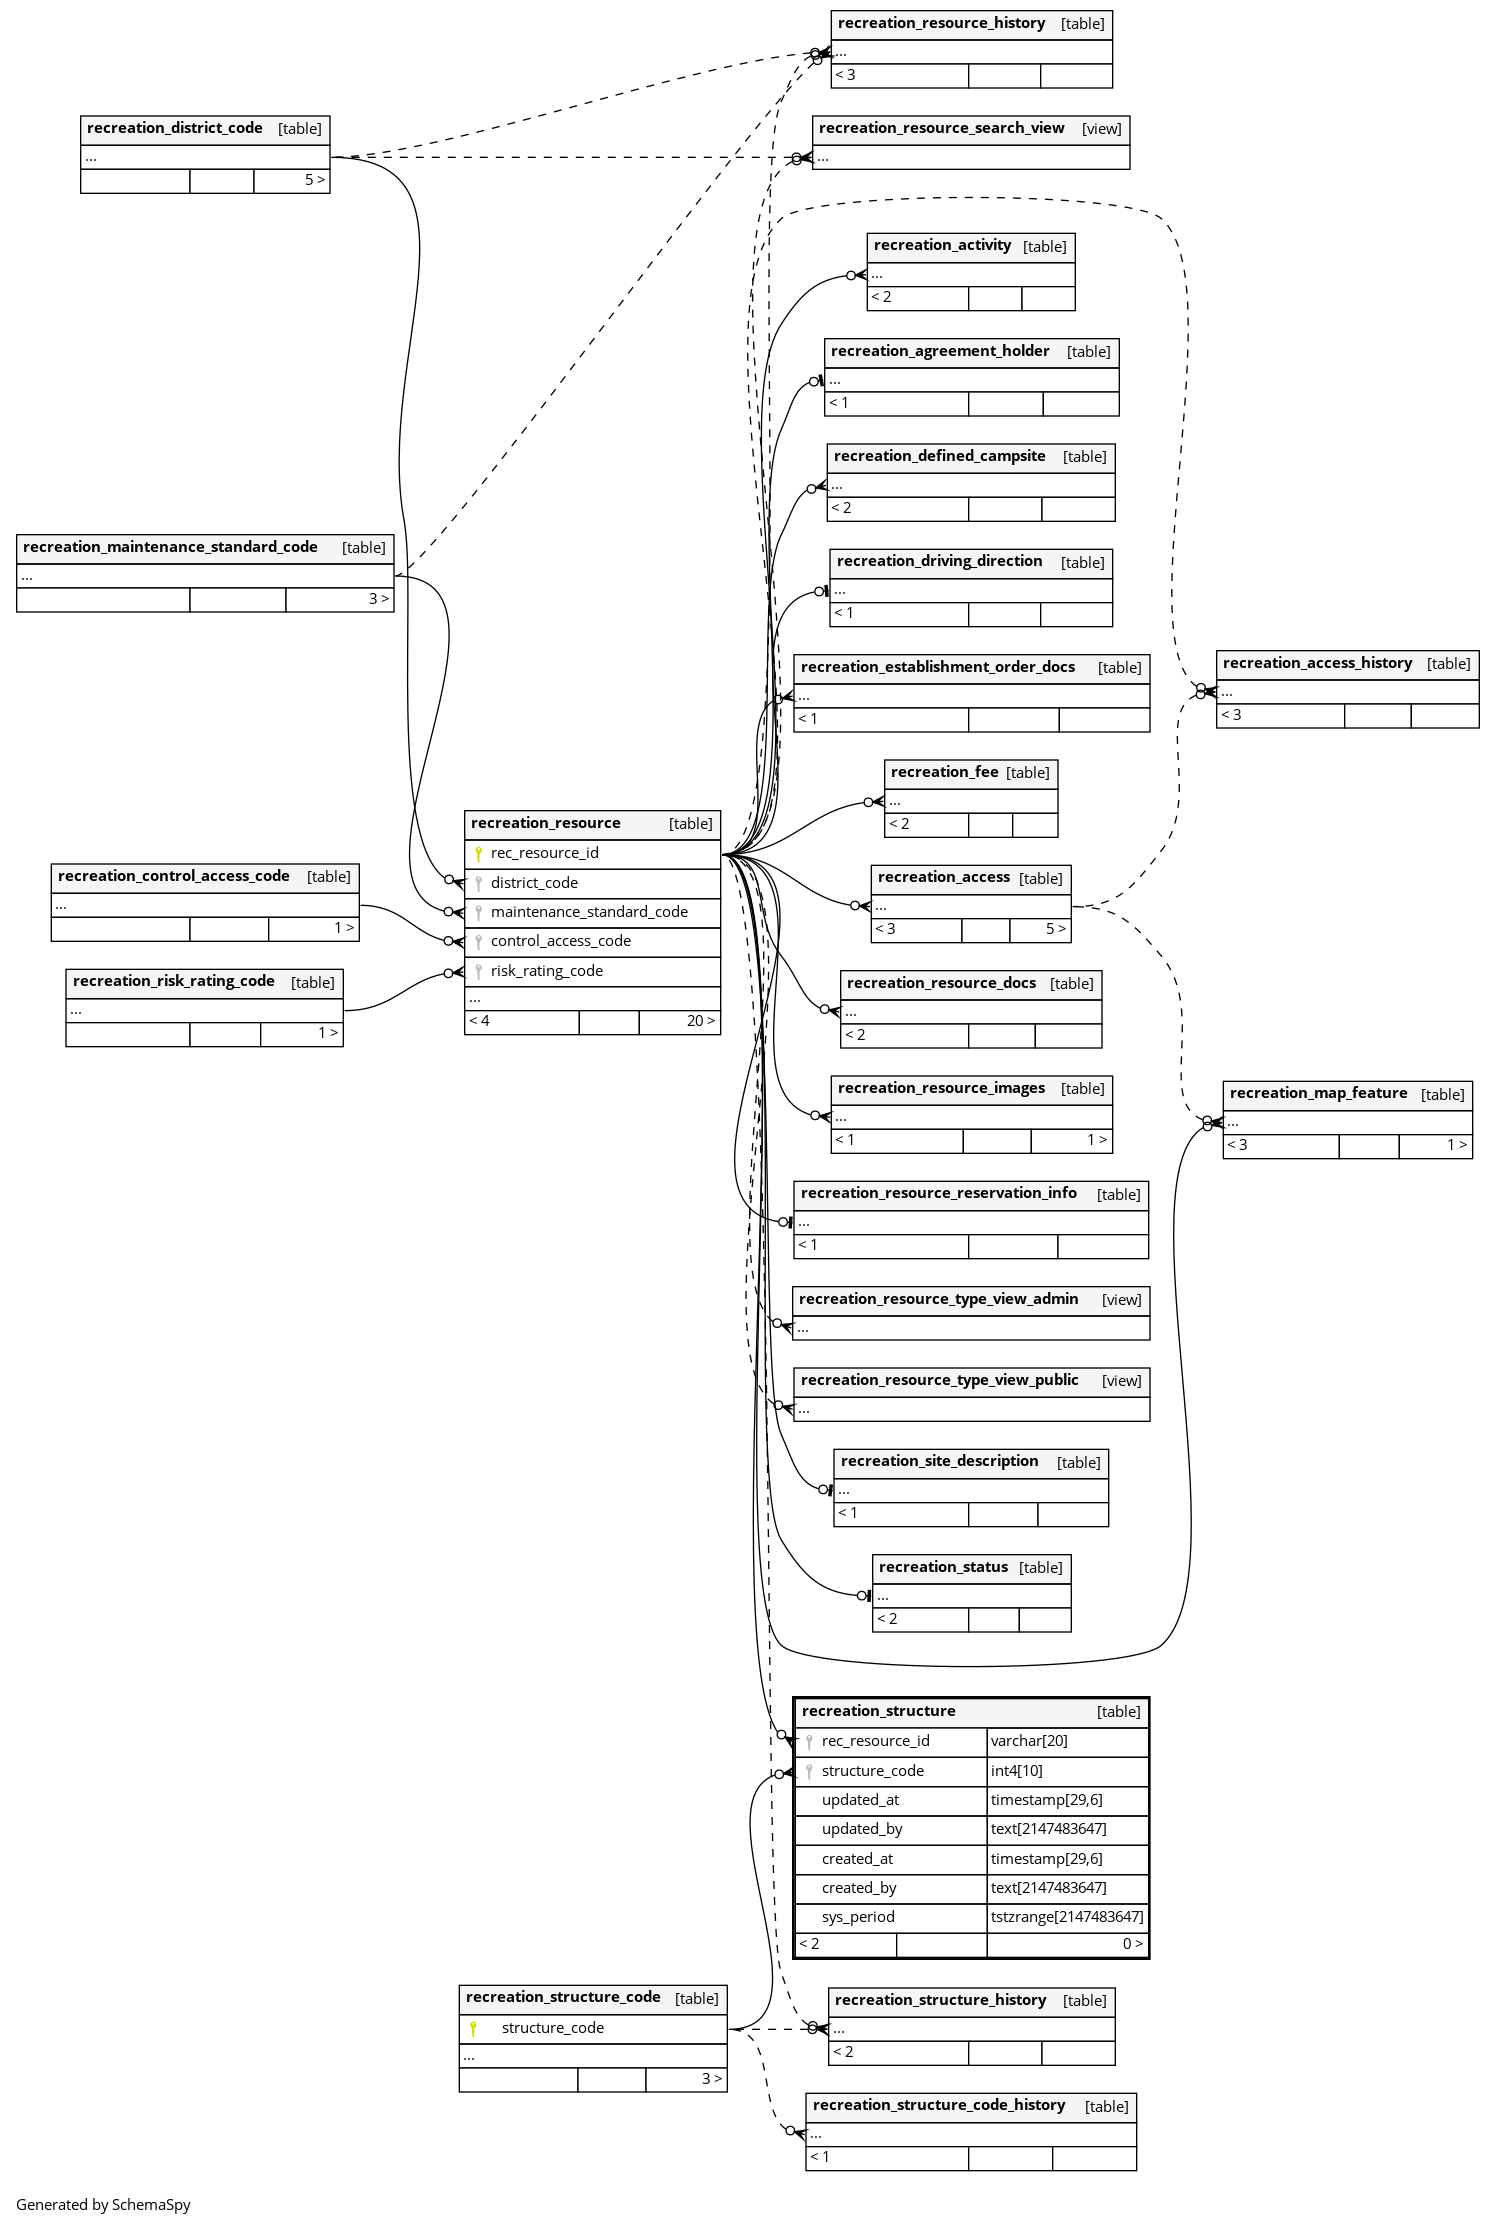 recreation_resource_history [table]
...
< 3
recreation_district_code [table]
...
5 >
recreation_resource_search_view [view]
...
recreation_activity [table]
...
< 2
recreation_agreement_holder [table]
...
< 1
recreation_defined_campsite [table]
...
< 2
recreation_maintenance_standard_code [table]
...
3 >
recreation_driving_direction [table]
...
< 1
recreation_establishment_order_docs [table]
...
< 1
recreation_access_history [table]
...
< 3
recreation_fee [table]
...
< 2
recreation_resource [table]
rec_resource_id
district_code
maintenance_standard_code
control_access_code
risk_rating_code
...
< 4 20 >
recreation_control_access_code [table]
...
1 >
recreation_risk_rating_code [table]
...
1 >
recreation_access [table]
...
< 3 5 >
recreation_resource_docs [table]
...
< 2
recreation_resource_images [table]
...
< 1 1 >
recreation_map_feature [table]
...
< 3 1 >
recreation_resource_reservation_info [table]
...
< 1
recreation_resource_type_view_admin [view]
...
recreation_resource_type_view_public [view]
...
recreation_site_description [table]
...
< 1
recreation_status [table]
...
< 2
recreation_structure [table]
rec_resource_id varchar[20]
structure_code int4[10]
updated_at timestamp[29,6]
updated_by text[2147483647]
created_at timestamp[29,6]
created_by text[2147483647]
sys_period tstzrange[2147483647]
< 2 0 >
recreation_structure_code [table]
structure_code
...
3 >
recreation_structure_history [table]
...
< 2
recreation_structure_code_history [table]
...
< 1
Generated by SchemaSpy